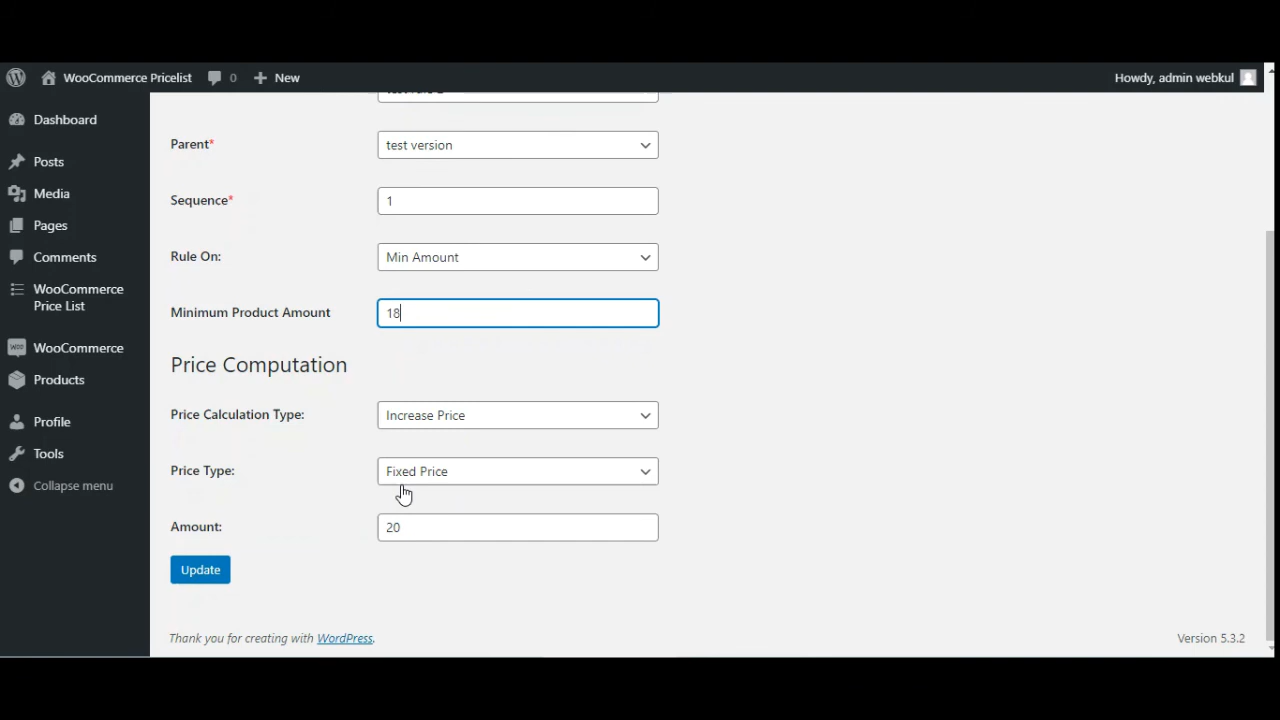 WooCommerce Pricelist
0
New
Howdy, admin webkul
Dashboard
Posts
Media
Pages
Comments
WooCommerce
Price List
WooCommerce
Products
Profile
Tools
Collapse menu
Parent*
test version
Sequence*
1
Rule On:
Min Amount
Minimum Product Amount
18
Price Computation
Price Calculation Type:
Increase Price
Price Type:
Fixed Price
Amount:
20
Update
Thank you for creating with WordPress.
Version 5.3.2